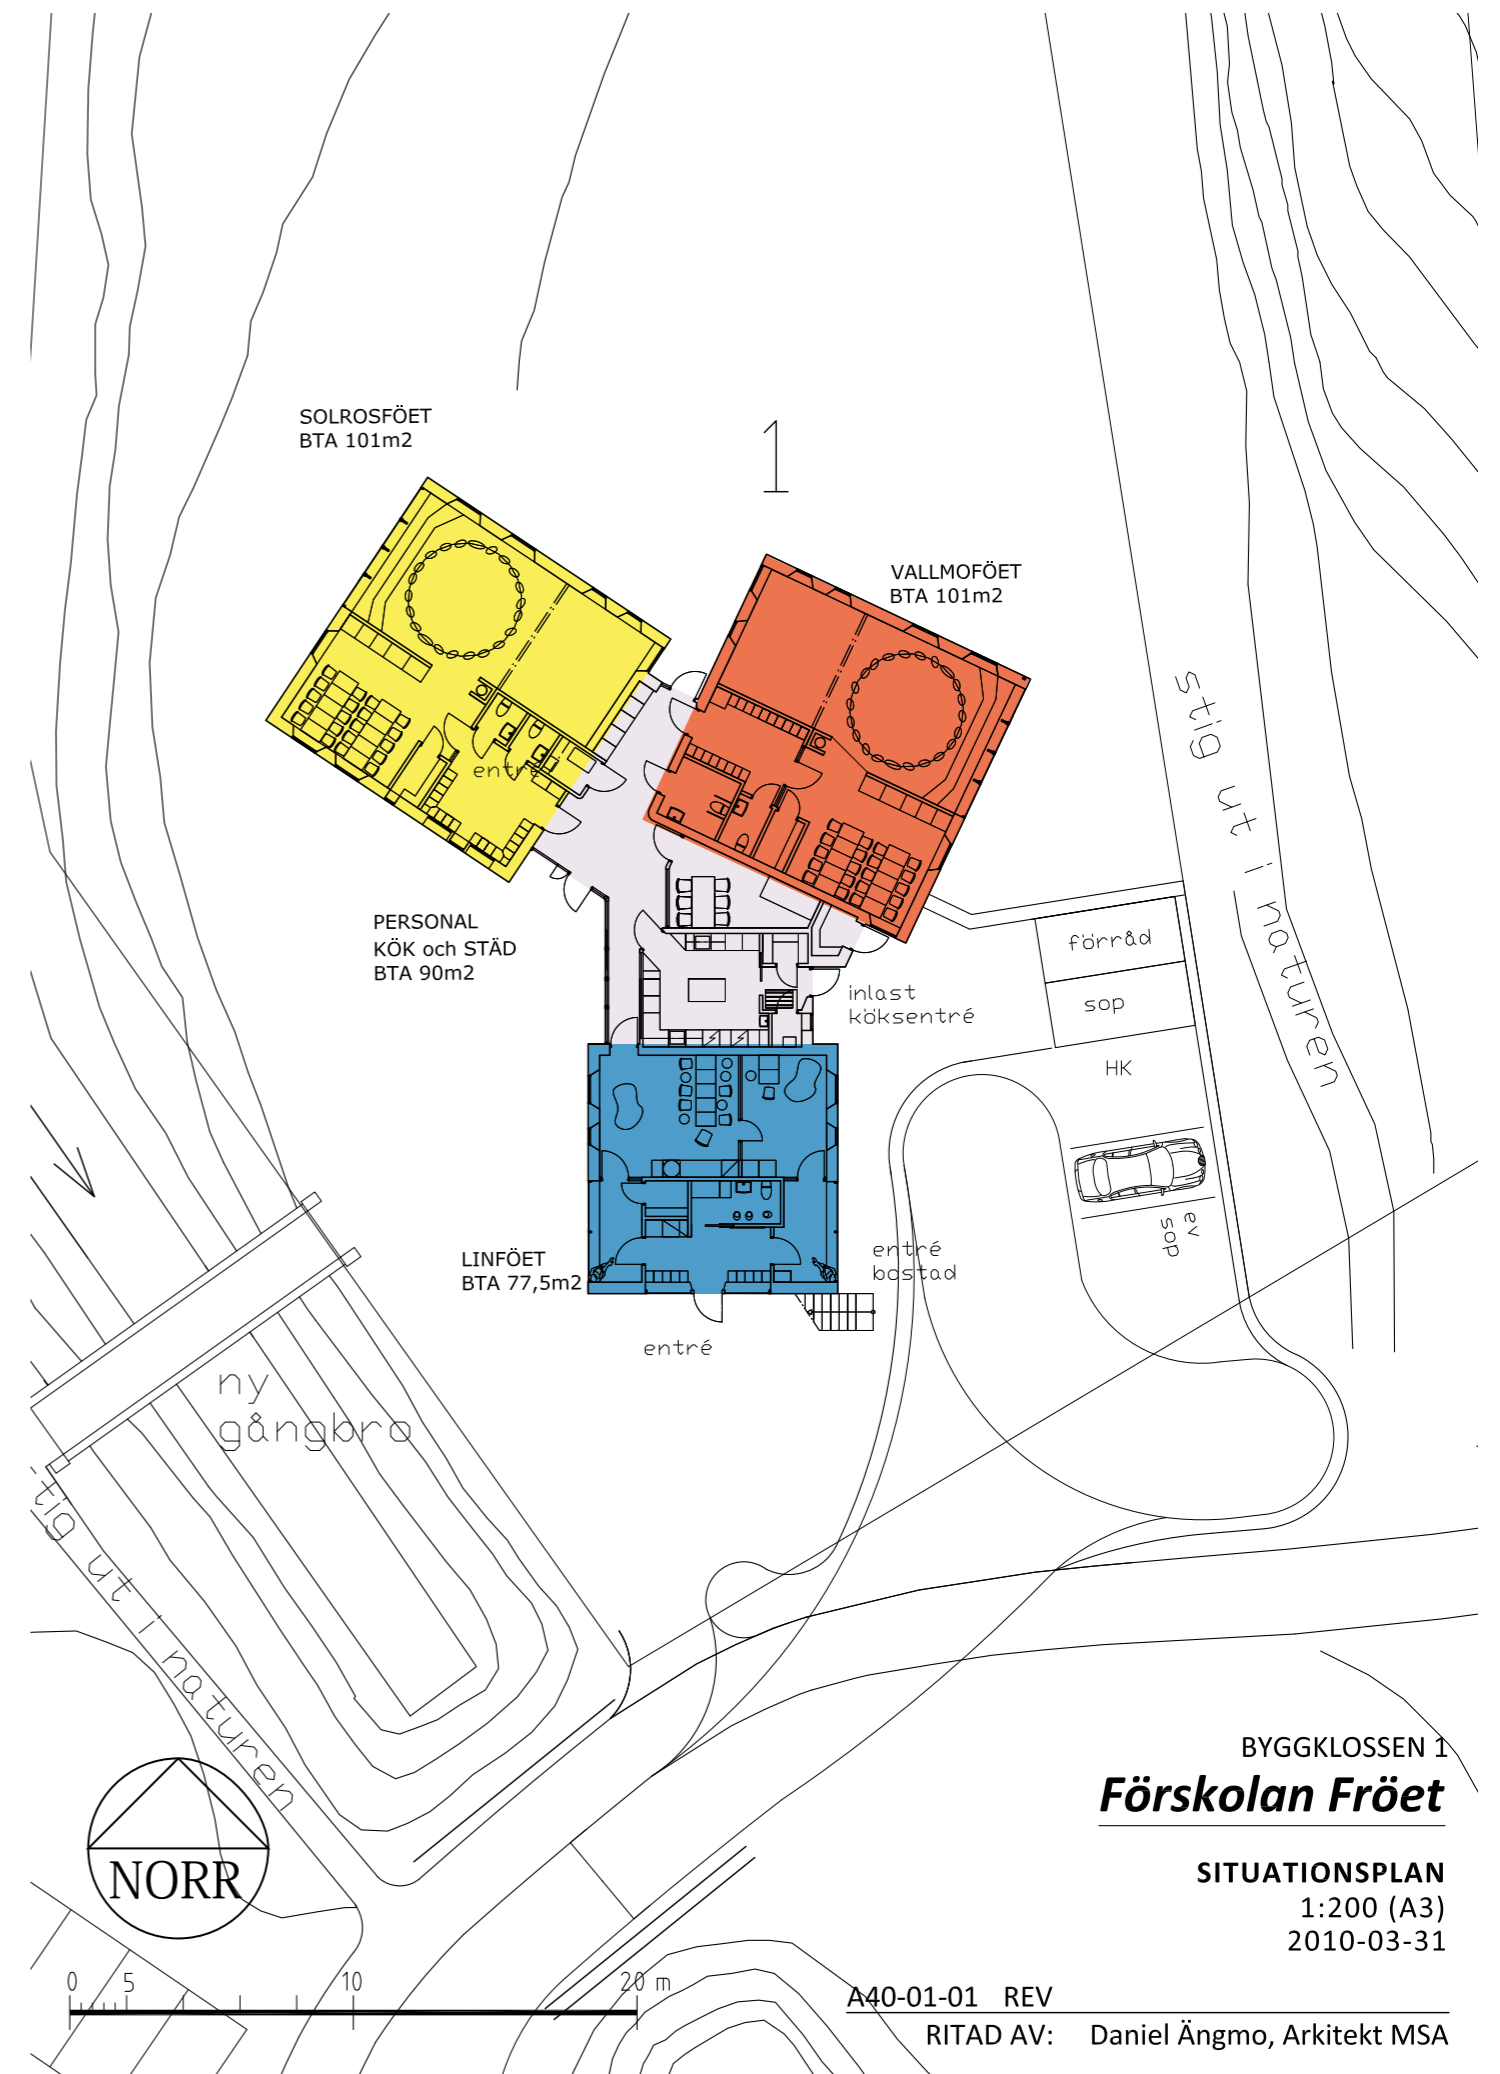 SOLROSFÖET
BTA 101m2
1
VALLMOFÖET
BTA 101m2
entré
stig ut i naturen
PERSONAL
KÖK och STÄD
BTA 90m2
förråd
sop
inlast
köksentré
HK
ev
sop
LINFÖET
BTA 77,5m2
entré
bostad
entré
ny
gångbro
stig ut i naturen
NORR
BYGGKLOSSEN 1
Förskolan Fröet
SITUATIONSPLAN
1:200 (A3)
2010-03-31
0 5 10 20 m
A40-01-01 REV
RITAD AV: Daniel Ängmo, Arkitekt MSA